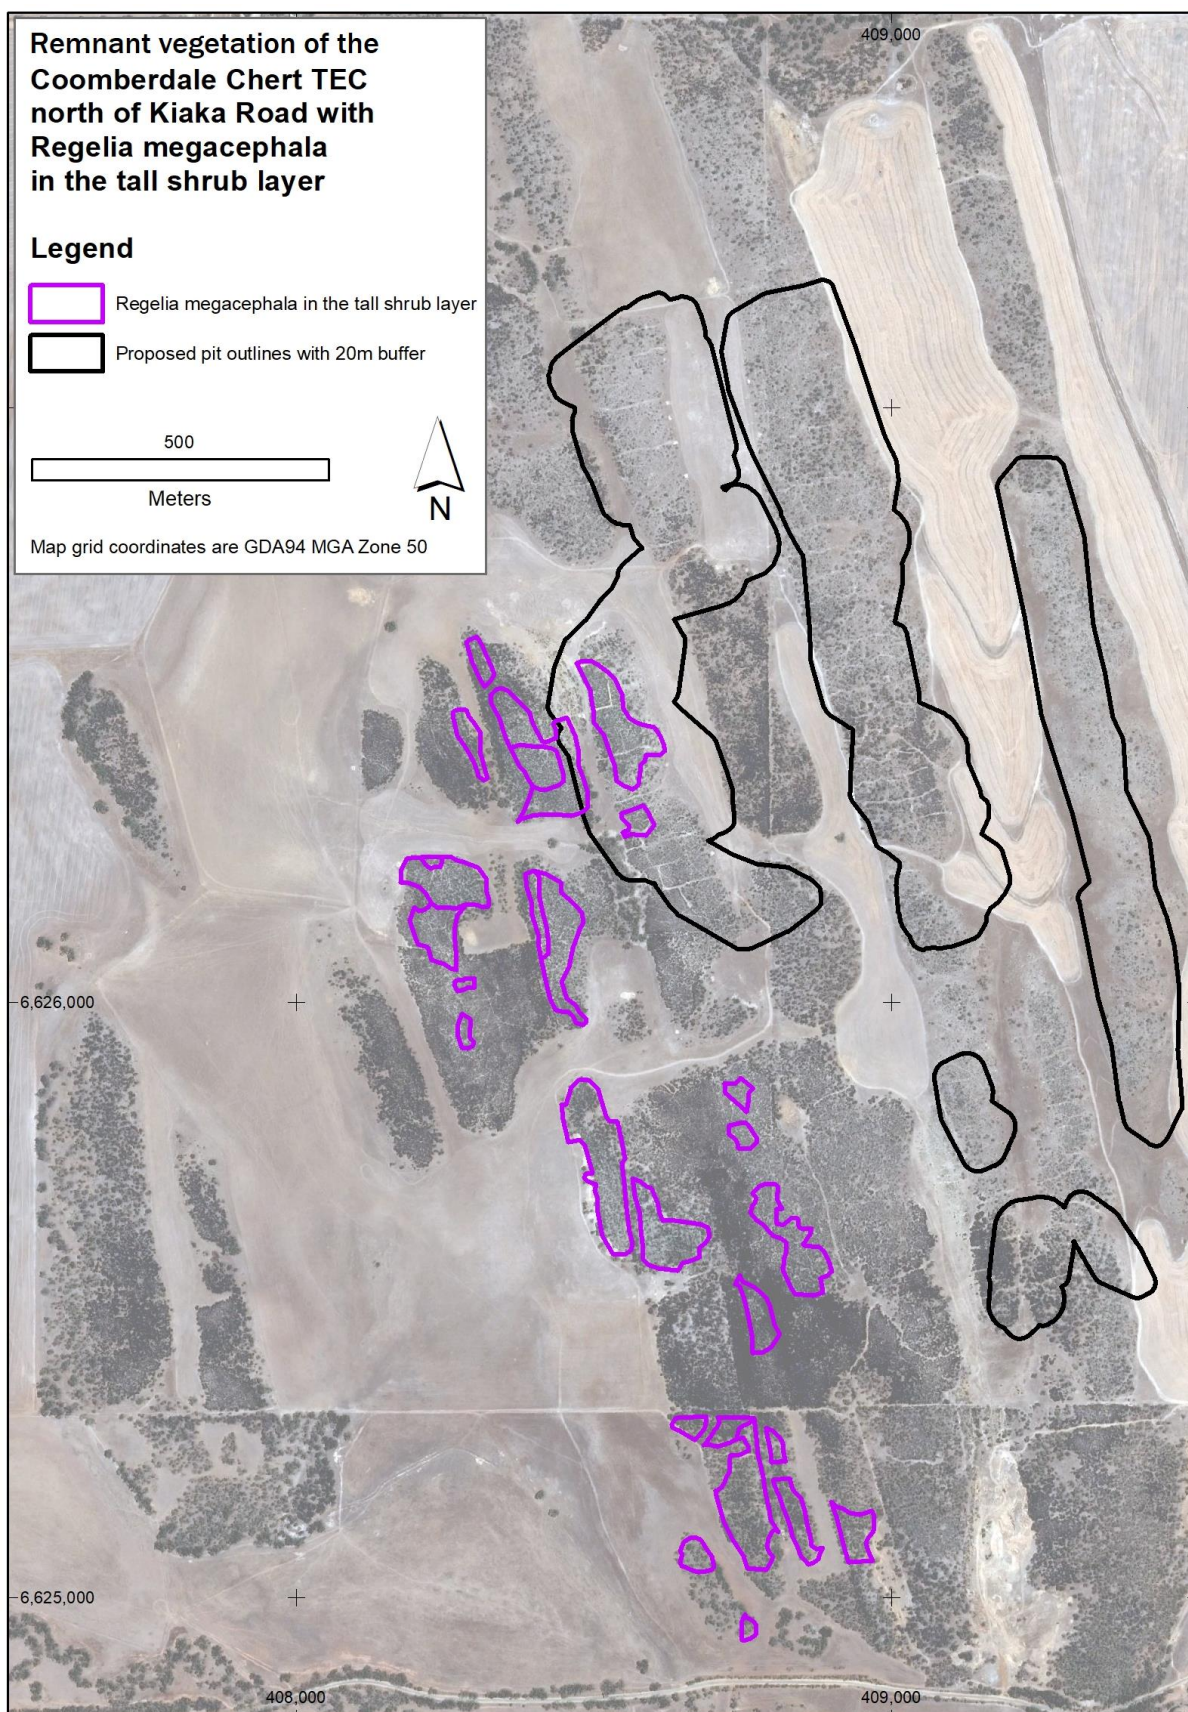 Remnant vegetation of the
Coomberdale Chert TEC
north of Kiaka Road with
Regelia megacephala
in the tall shrub layer
Legend
Regelia megacephala in the tall shrub layer
Proposed pit outlines with 20m buffer
500
Meters
N
Map grid coordinates are GDA94 MGA Zone 50
409,000
6,626,000
6,625,000
408,000
409,000